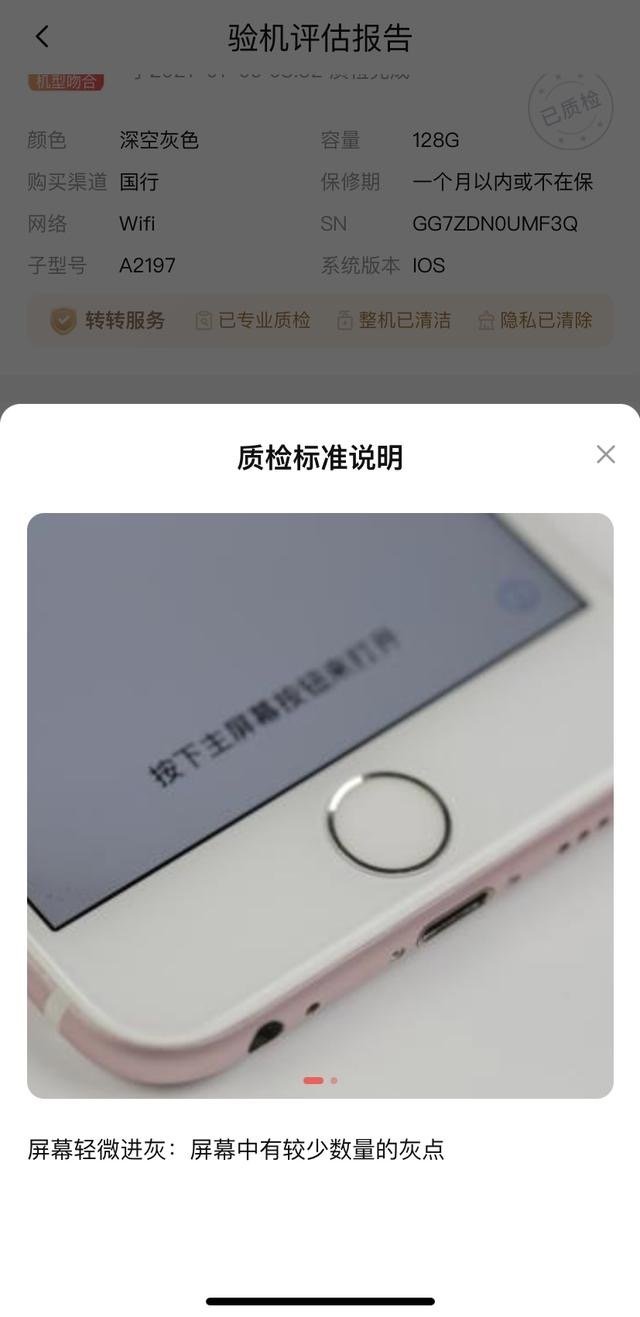 验机评估报告
机型吻合
已质检
颜色 深空灰色 容量 128G
购买渠道 国行 保修期 一个月以内或不在保
网络 Wifi SN GG7ZDN0UMF3Q
子型号 A2197 系统版本 IOS
转转服务 已专业质检 整机已清洁 隐私已清除
质检标准说明
按下主屏幕按钮来打开
屏幕轻微进灰：屏幕中有较少数量的灰点